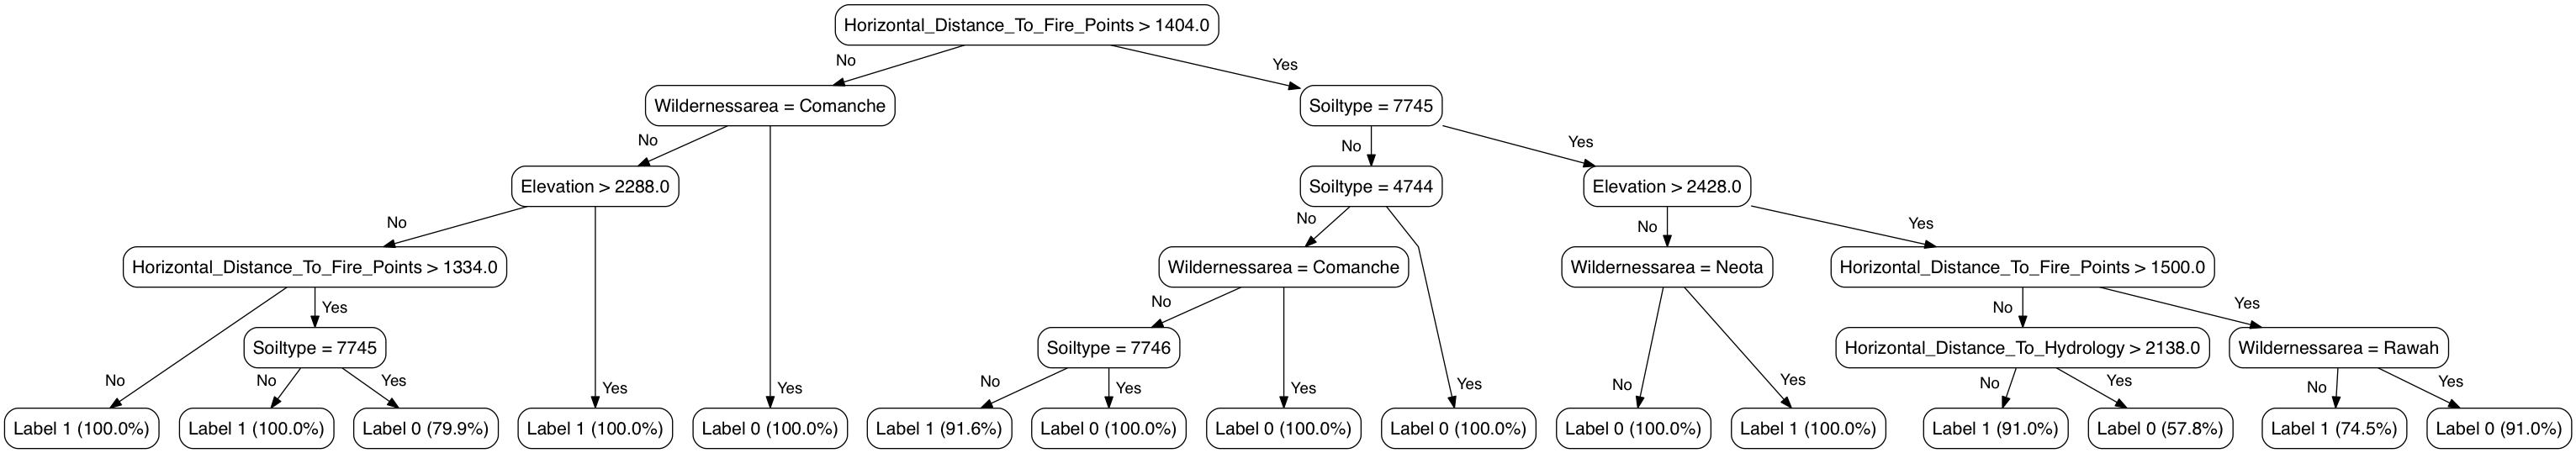 Horizontal_Distance_To_Fire_Points > 1404.0
No
Yes
Wildernessarea = Comanche
Soiltype = 7745
No
No
Yes
Elevation > 2288.0
Soiltype = 4744
Elevation > 2428.0
No
No
No
Yes
Horizontal_Distance_To_Fire_Points > 1334.0
Wildernessarea = Comanche
Wildernessarea = Neota
Horizontal_Distance_To_Fire_Points > 1500.0
Yes
No
No
Yes
Soiltype = 7745
Soiltype = 7746
Horizontal_Distance_To_Hydrology > 2138.0
Wildernessarea = Rawah
No
No
Yes
Yes
Yes
No
Yes
Yes
Yes
No
Yes
No
Yes
No
Yes
Label 1 (100.0%)
Label 1 (100.0%)
Label 0 (79.9%)
Label 1 (100.0%)
Label 0 (100.0%)
Label 1 (91.6%)
Label 0 (100.0%)
Label 0 (100.0%)
Label 0 (100.0%)
Label 0 (100.0%)
Label 1 (100.0%)
Label 1 (91.0%)
Label 0 (57.8%)
Label 1 (74.5%)
Label 0 (91.0%)